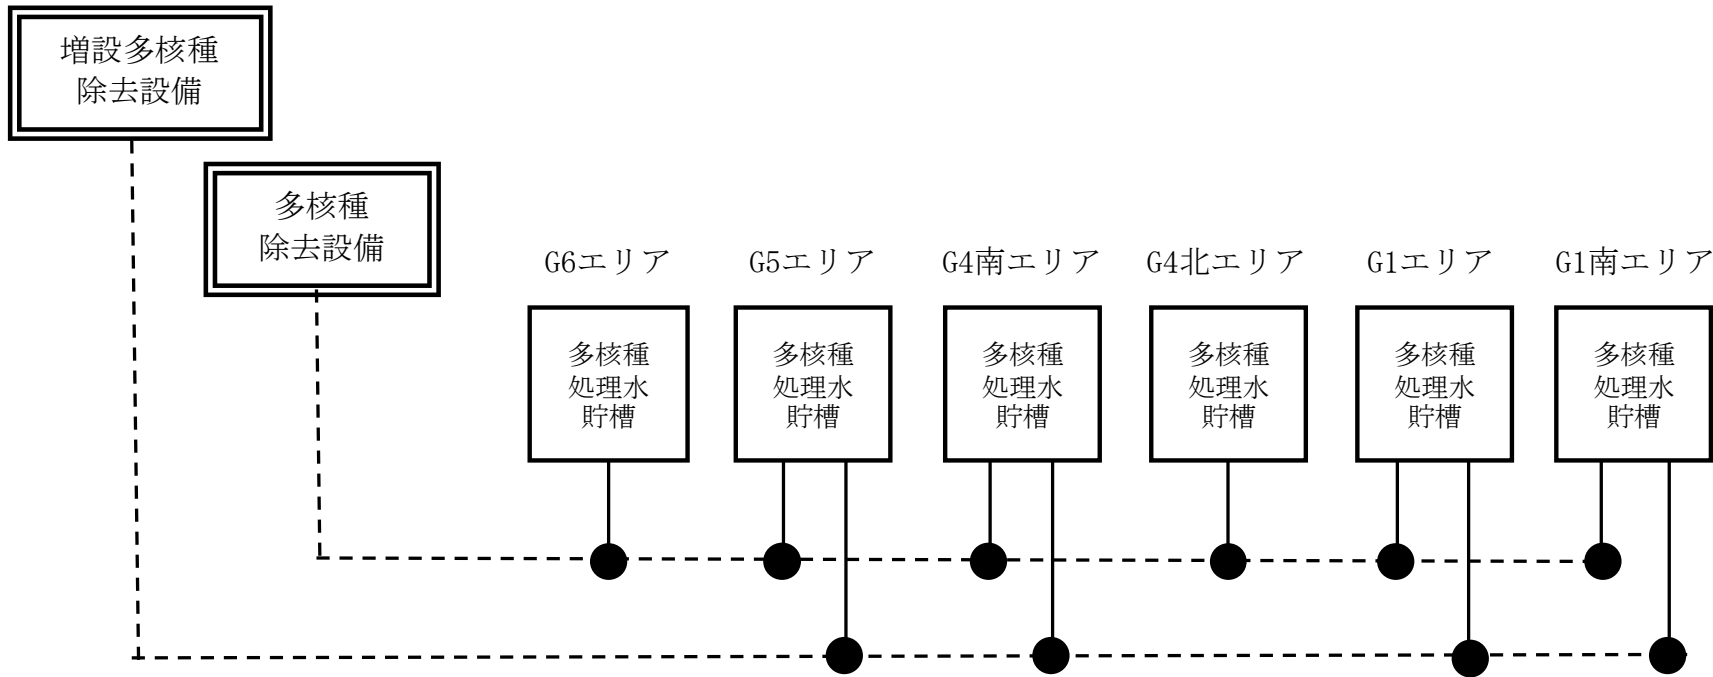 増設多核種
除去設備
多核種
除去設備
G6エリア
G5エリア
G4南エリア
G4北エリア
G1エリア
G1南エリア
多核種
処理水
貯槽
多核種
処理水
貯槽
多核種
処理水
貯槽
多核種
処理水
貯槽
多核種
処理水
貯槽
多核種
処理水
貯槽